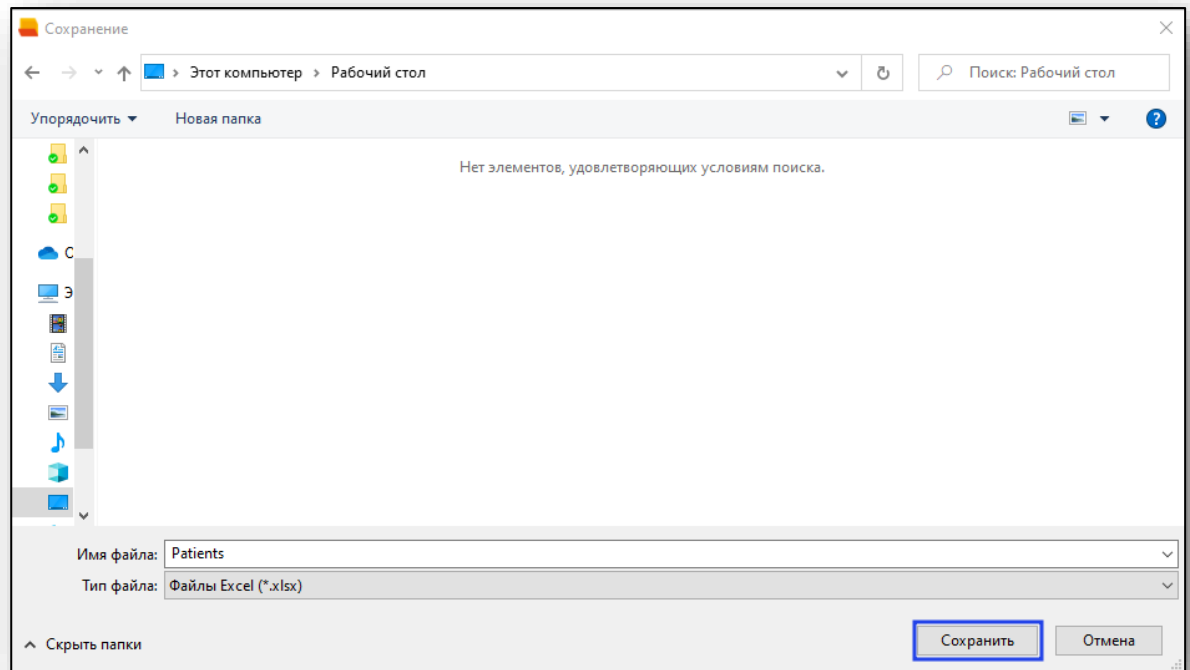 Сохранение
Этот компьютер › Рабочий стол
Поиск: Рабочий стол
Упорядочить
Новая папка
Нет элементов, удовлетворяющих условиям поиска.
О
Э
Имя файла: Patients
Тип файла: Файлы Excel (*.xlsx)
Скрыть папки
Сохранить
Отмена